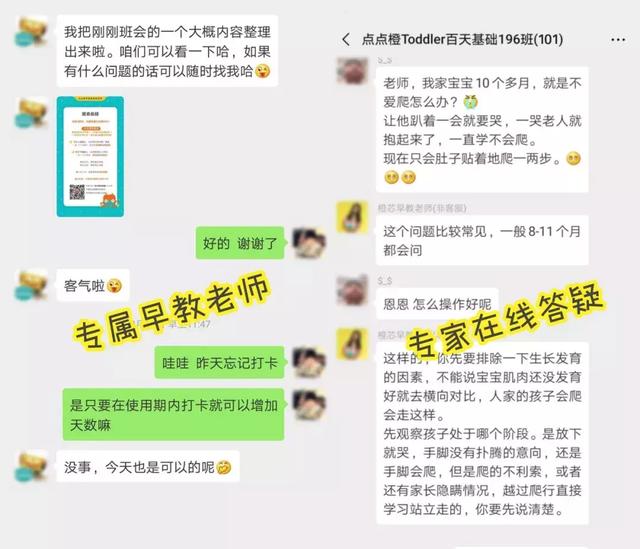 我把刚刚班会的一个大概内容整理
出来啦。咱们可以看一下哈，如果
有什么问题的话可以随时找我哈
好的 谢谢了
客气啦
专属早教老师
11:47
哇哇 昨天忘记打卡
是只要在使用期内打卡就可以增加
天数嘛
没事，今天也是可以的呢
点点橙Toddler百天基础196班(101)
S_S
老师，我家宝宝10个多月，就是不
爱爬怎么办？
让他趴着一会就要哭，一哭老人就
抱起来了，一直学不会爬。
现在只会肚子贴着地爬一两步。
橙芯早教老师(非客服)
这个问题比较常见，一般 8-11 个月
都会问
S_S
恩恩 怎么操作好呢
专家在线答疑
这样的，你先要排除一下生长发育
的因素，不能说宝宝肌肉还没发育
好就去横向对比，人家的孩子会爬
会走这样。
先观察孩子处于哪个阶段。是放下
就哭，手脚没有扑腾的意向，还是
手脚会爬，但是爬的不利索，或者
还有家长隐瞒情况，越过爬行直接
学习站立走的，你要先说清楚。